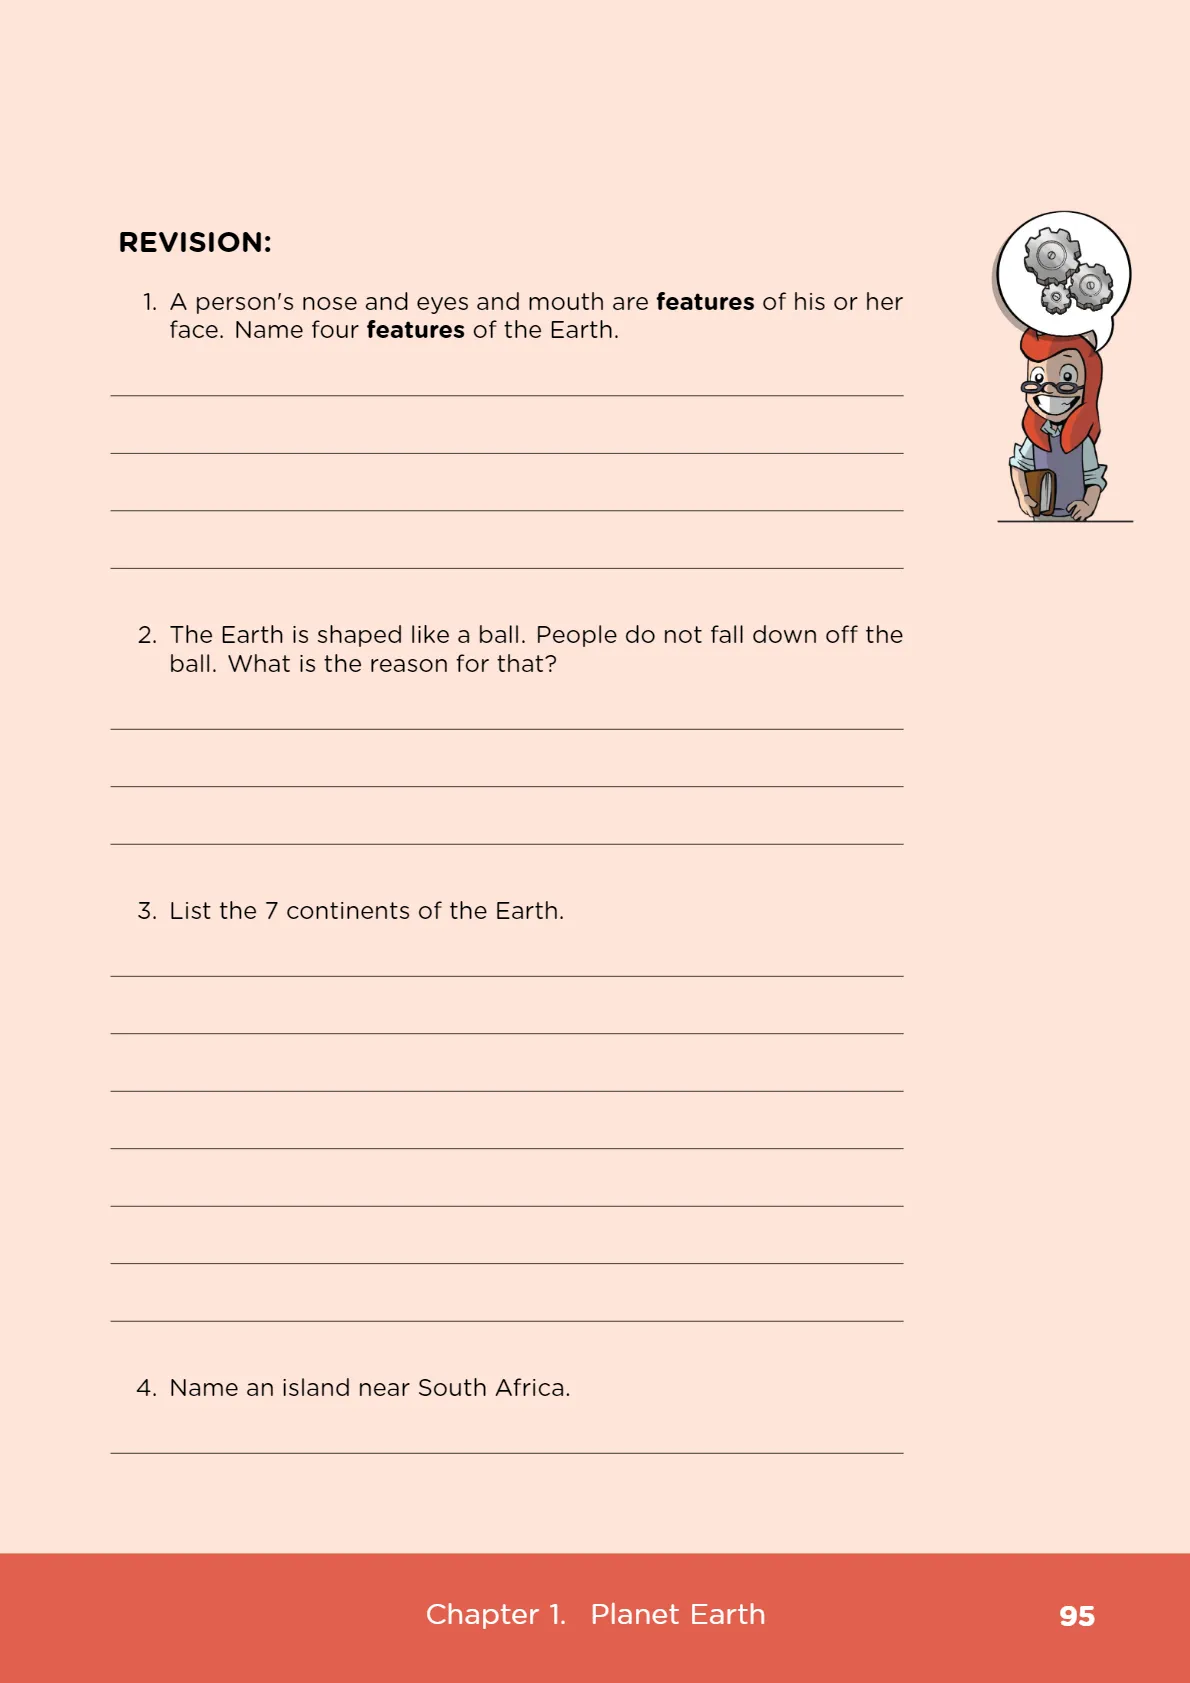 REVISION:
1. A person's nose and eyes and mouth are features of his or her
face. Name four features of the Earth.
2. The Earth is shaped like a ball. People do not fall down off the
ball. What is the reason for that?
3. List the 7 continents of the Earth.
4. Name an island near South Africa.
Chapter 1. Planet Earth
95